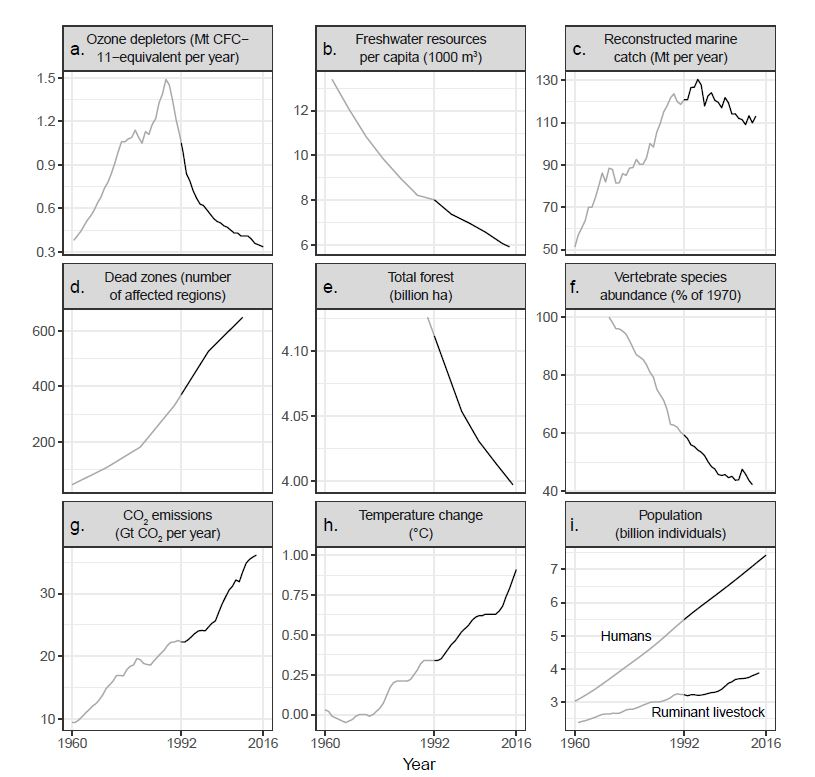 a. Ozone depletors (Mt CFC−
11−equivalent per year)
1.5
1.2
0.9
0.6
0.3
b. Freshwater resources
per capita (1000 m³)
12
10
8
6
c. Reconstructed marine
catch (Mt per year)
130
110
90
70
50
d. Dead zones (number
of affected regions)
600
400
200
e. Total forest
(billion ha)
4.10
4.05
4.00
f. Vertebrate species
abundance (% of 1970)
100
80
60
40
g. CO₂ emissions
(Gt CO₂ per year)
30
20
10
1960 1992 2016
h. Temperature change
(°C)
1.00
0.75
0.50
0.25
0.00
1960 1992 2016
i. Population
(billion individuals)
7
6
5
4
3
Humans
Ruminant livestock
1960 1992 2016
Year